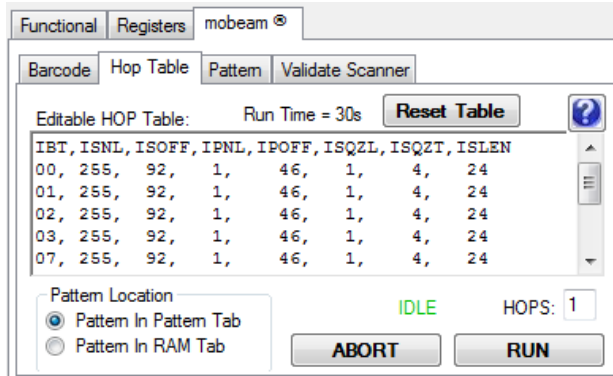 Functional Registers mobeam ®
Barcode Hop Table Pattern Validate Scanner
Editable HOP Table: Run Time = 30s Reset Table ?
IBT,ISNL,ISOFF,IPNL,IPOFF,ISQZL,ISQZT,ISLEN
00, 255, 92, 1, 46, 1, 4, 24
01, 255, 92, 1, 46, 1, 4, 24
02, 255, 92, 1, 46, 1, 4, 24
03, 255, 92, 1, 46, 1, 4, 24
07, 255, 92, 1, 46, 1, 4, 24
Pattern Location
Pattern In Pattern Tab
Pattern In RAM Tab
IDLE HOPS: 1
ABORT RUN